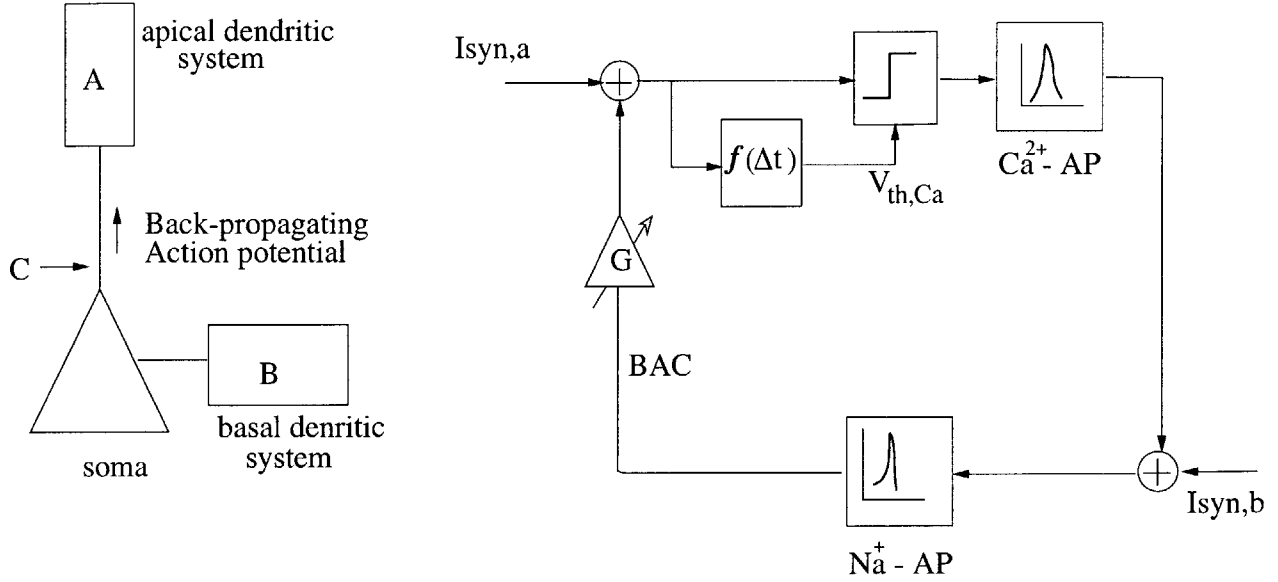 apical dendritic
system
A
Back-propagating
Action potential
C
B
basal denritic
system
soma
Isyn,a
+
f(Δt)
V_th,Ca
Ca²⁺- AP
G
BAC
+
Isyn,b
Na⁺ - AP